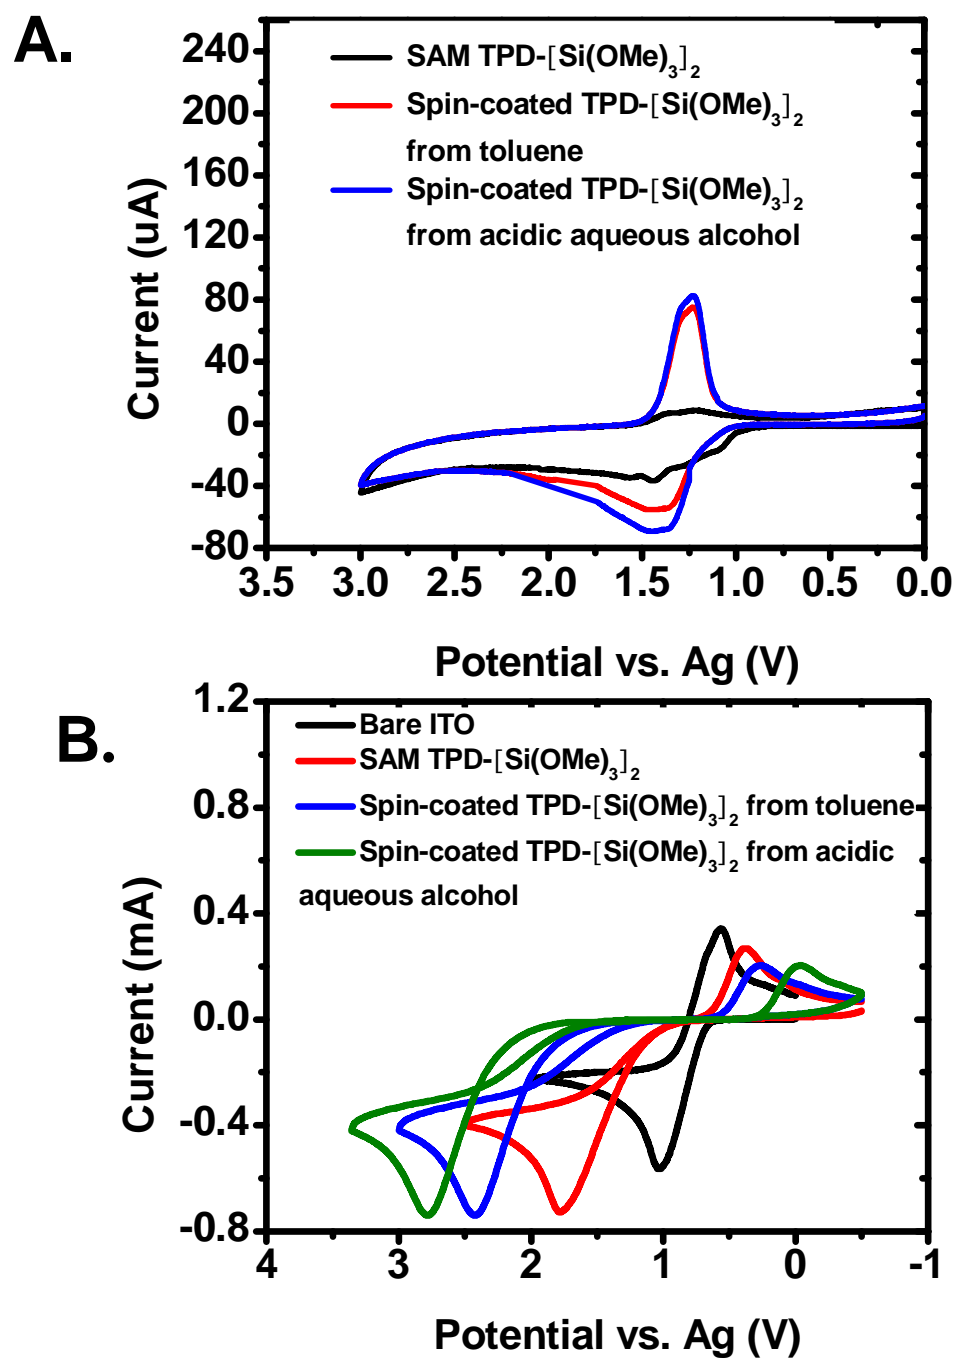 A.
SAM TPD-[Si(OMe)₃]₂
Spin-coated TPD-[Si(OMe)₃]₂
from toluene
Spin-coated TPD-[Si(OMe)₃]₂
from acidic aqueous alcohol
Current (uA)
240
200
160
120
80
40
0
-40
-80
3.5 3.0 2.5 2.0 1.5 1.0 0.5 0.0
Potential vs. Ag (V)
B.
Bare ITO
SAM TPD-[Si(OMe)₃]₂
Spin-coated TPD-[Si(OMe)₃]₂ from toluene
Spin-coated TPD-[Si(OMe)₃]₂ from acidic
aqueous alcohol
Current (mA)
1.2
0.8
0.4
0.0
-0.4
-0.8
4 3 2 1 0 -1
Potential vs. Ag (V)